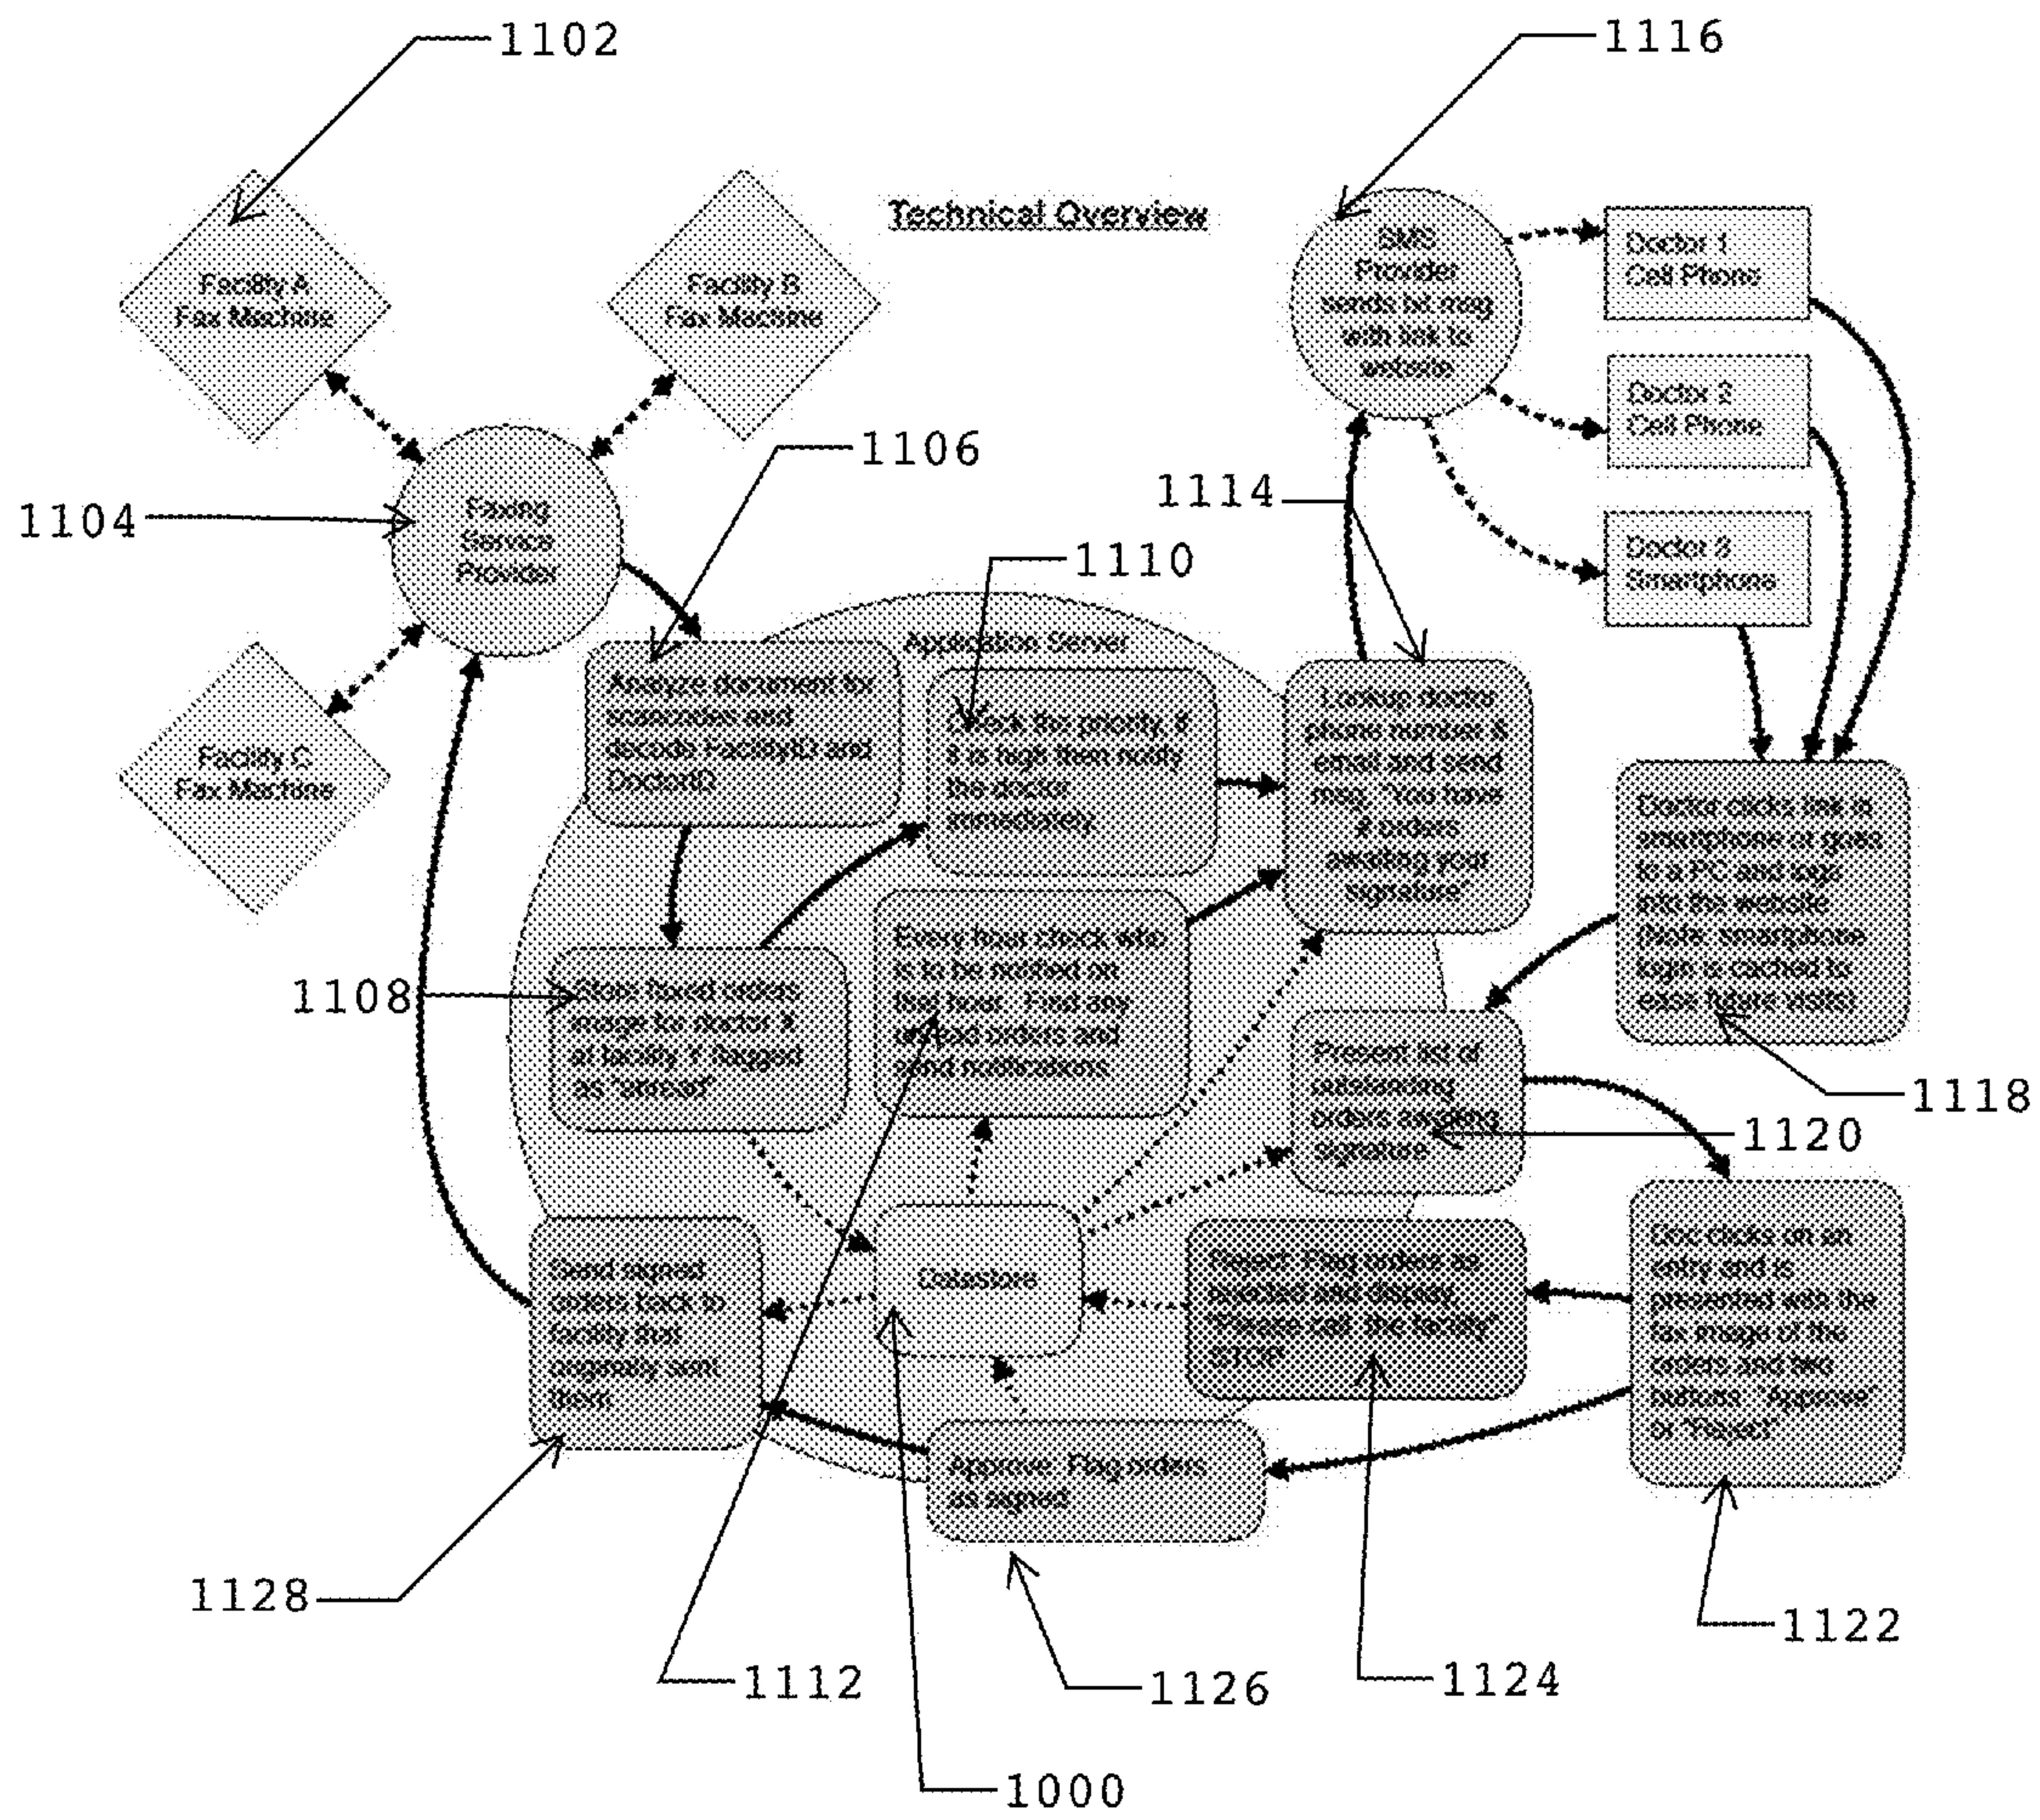 1102
1116
Technical Overview
Facility A
Fax Machine
Facility B
Fax Machine
SMS
Provider
sends txt msg
with link to
website
Doctor 1
Cell Phone
Doctor 2
Cell Phone
Doctor 3
Smartphone
1106
1114
1104
Faxing
Service
Provider
1110
Application Server
Facility C
Fax Machine
Analyze document for
scancodes and
decode FacilityID and
DoctorID
Check the priority, if
it is high then notify
the doctor
immediately
Lookup doctor
phone number &
email and send
msg. "You have
# orders
awaiting your
signature"
Doctor clicks link in
smartphone or goes
to a PC and logs
into the website
(Note: smartphone
login is cached to
ease future visits)
1108
Store faxed orders
image for doctor X
at facility Y flagged
as "unread"
Every hour check who
is to be notified on
that hour. Find any
unread orders and
send notifications
Present list of
outstanding
orders awaiting
signature
1118
1120
Send signed
orders back to
facility that
originally sent
them
Datastore
Reject: Flag orders as
rejected and display
"Please call the facility"
STOP
Doc clicks on an
entry and is
presented with the
fax image of the
orders and two
buttons: "Approve"
or "Reject"
Approve: Flag orders
as signed
1128
1112
1126
1124
1122
1000